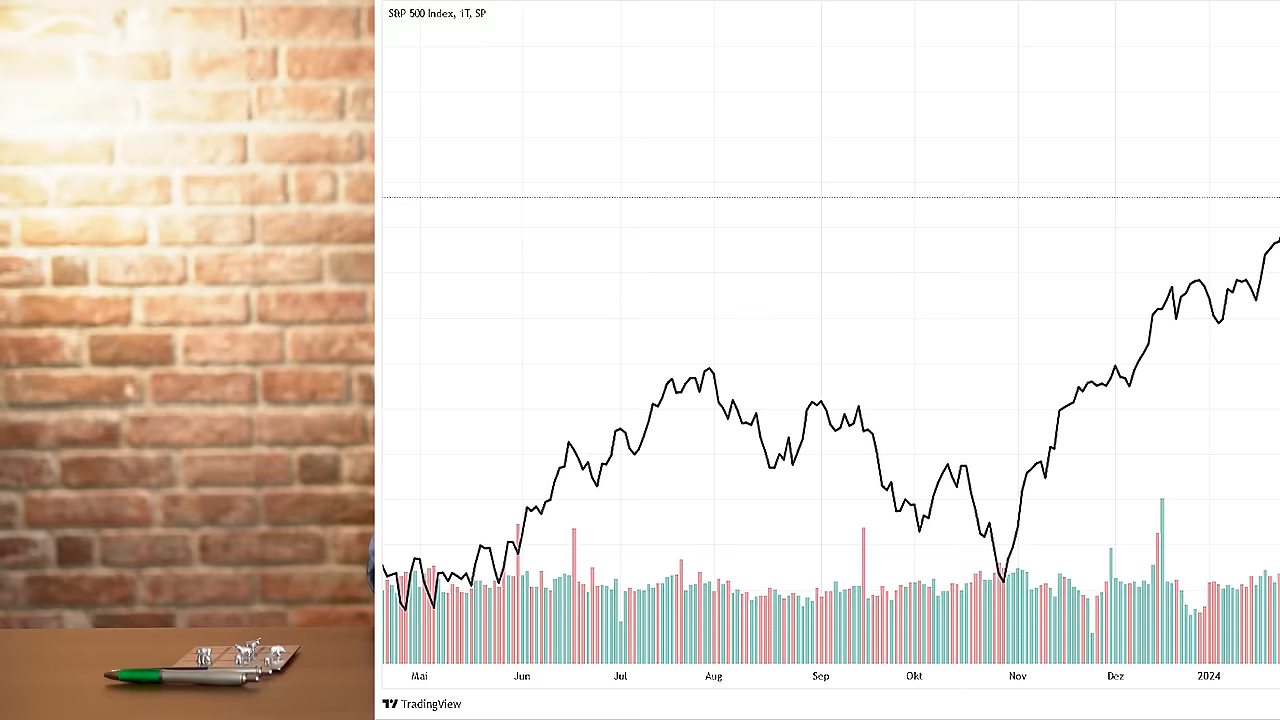 S&P 500 Index, 1T, SP
Mai Jun Jul Aug Sep Okt Nov Dez 2024
TradingView